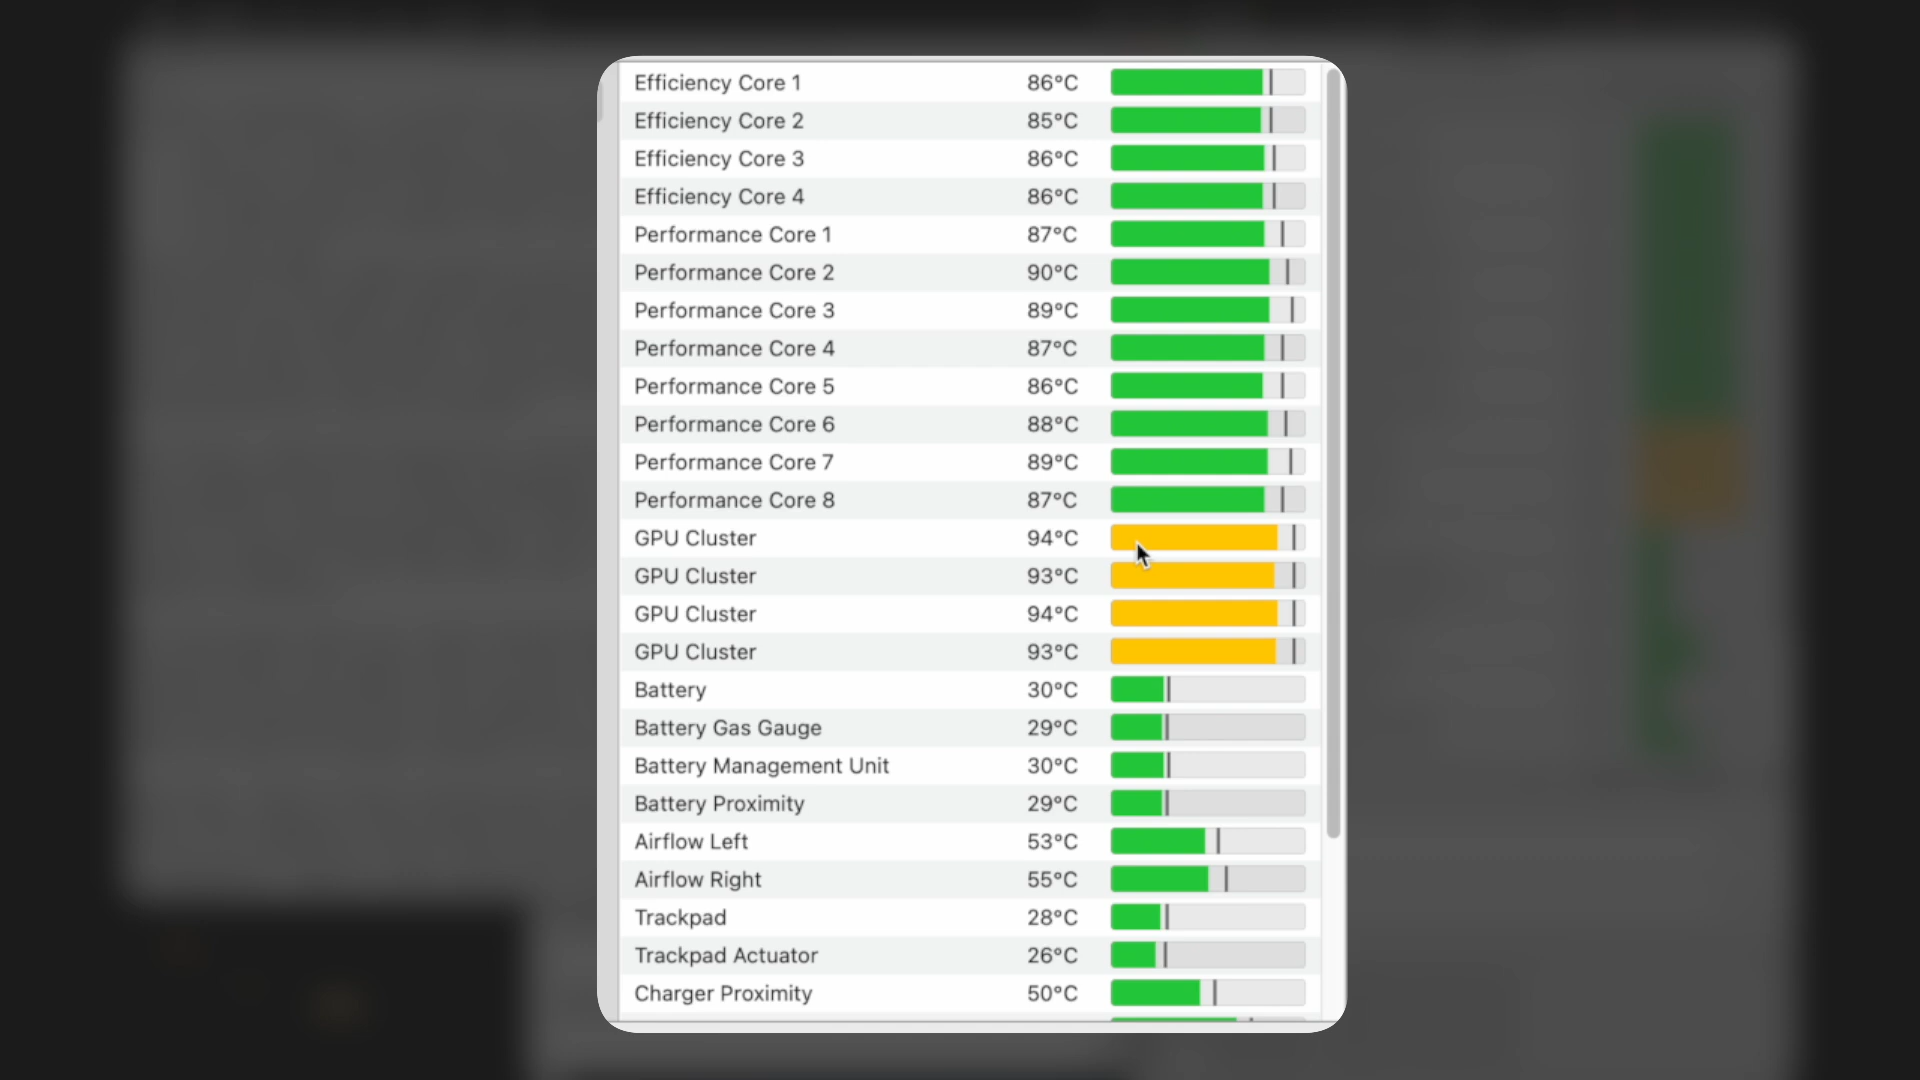 Efficiency Core 1 86°C
Efficiency Core 2 85°C
Efficiency Core 3 86°C
Efficiency Core 4 86°C
Performance Core 1 87°C
Performance Core 2 90°C
Performance Core 3 89°C
Performance Core 4 87°C
Performance Core 5 86°C
Performance Core 6 88°C
Performance Core 7 89°C
Performance Core 8 87°C
GPU Cluster 94°C
GPU Cluster 93°C
GPU Cluster 94°C
GPU Cluster 93°C
Battery 30°C
Battery Gas Gauge 29°C
Battery Management Unit 30°C
Battery Proximity 29°C
Airflow Left 53°C
Airflow Right 55°C
Trackpad 28°C
Trackpad Actuator 26°C
Charger Proximity 50°C